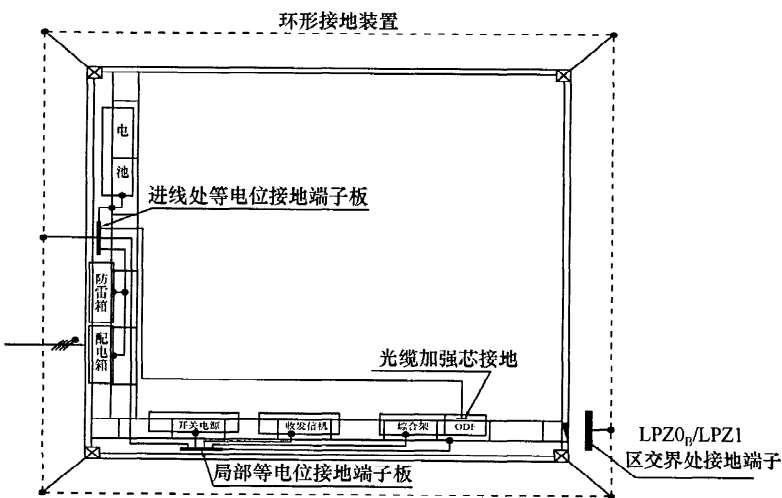 环形接地装置
电
池
进线处等电位接地端子板
防
雷
箱
配
电
箱
光缆加强芯接地
开关电源
收发信机
综合架
ODF
LPZ0B/LPZ1
区交界处接地端子
局部等电位接地端子板